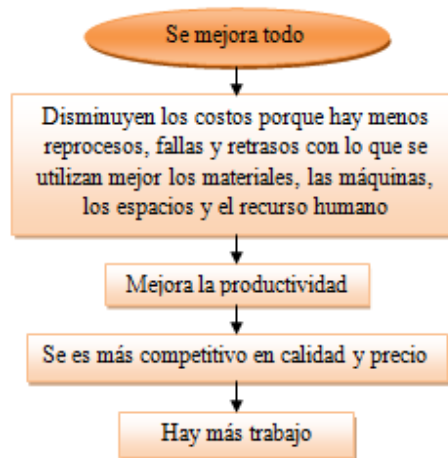 Se mejora todo
Disminuyen los costos porque hay menos
reprocesos, fallas y retrasos con lo que se
utilizan mejor los materiales, las máquinas,
los espacios y el recurso humano
Mejora la productividad
Se es más competitivo en calidad y precio
Hay más trabajo